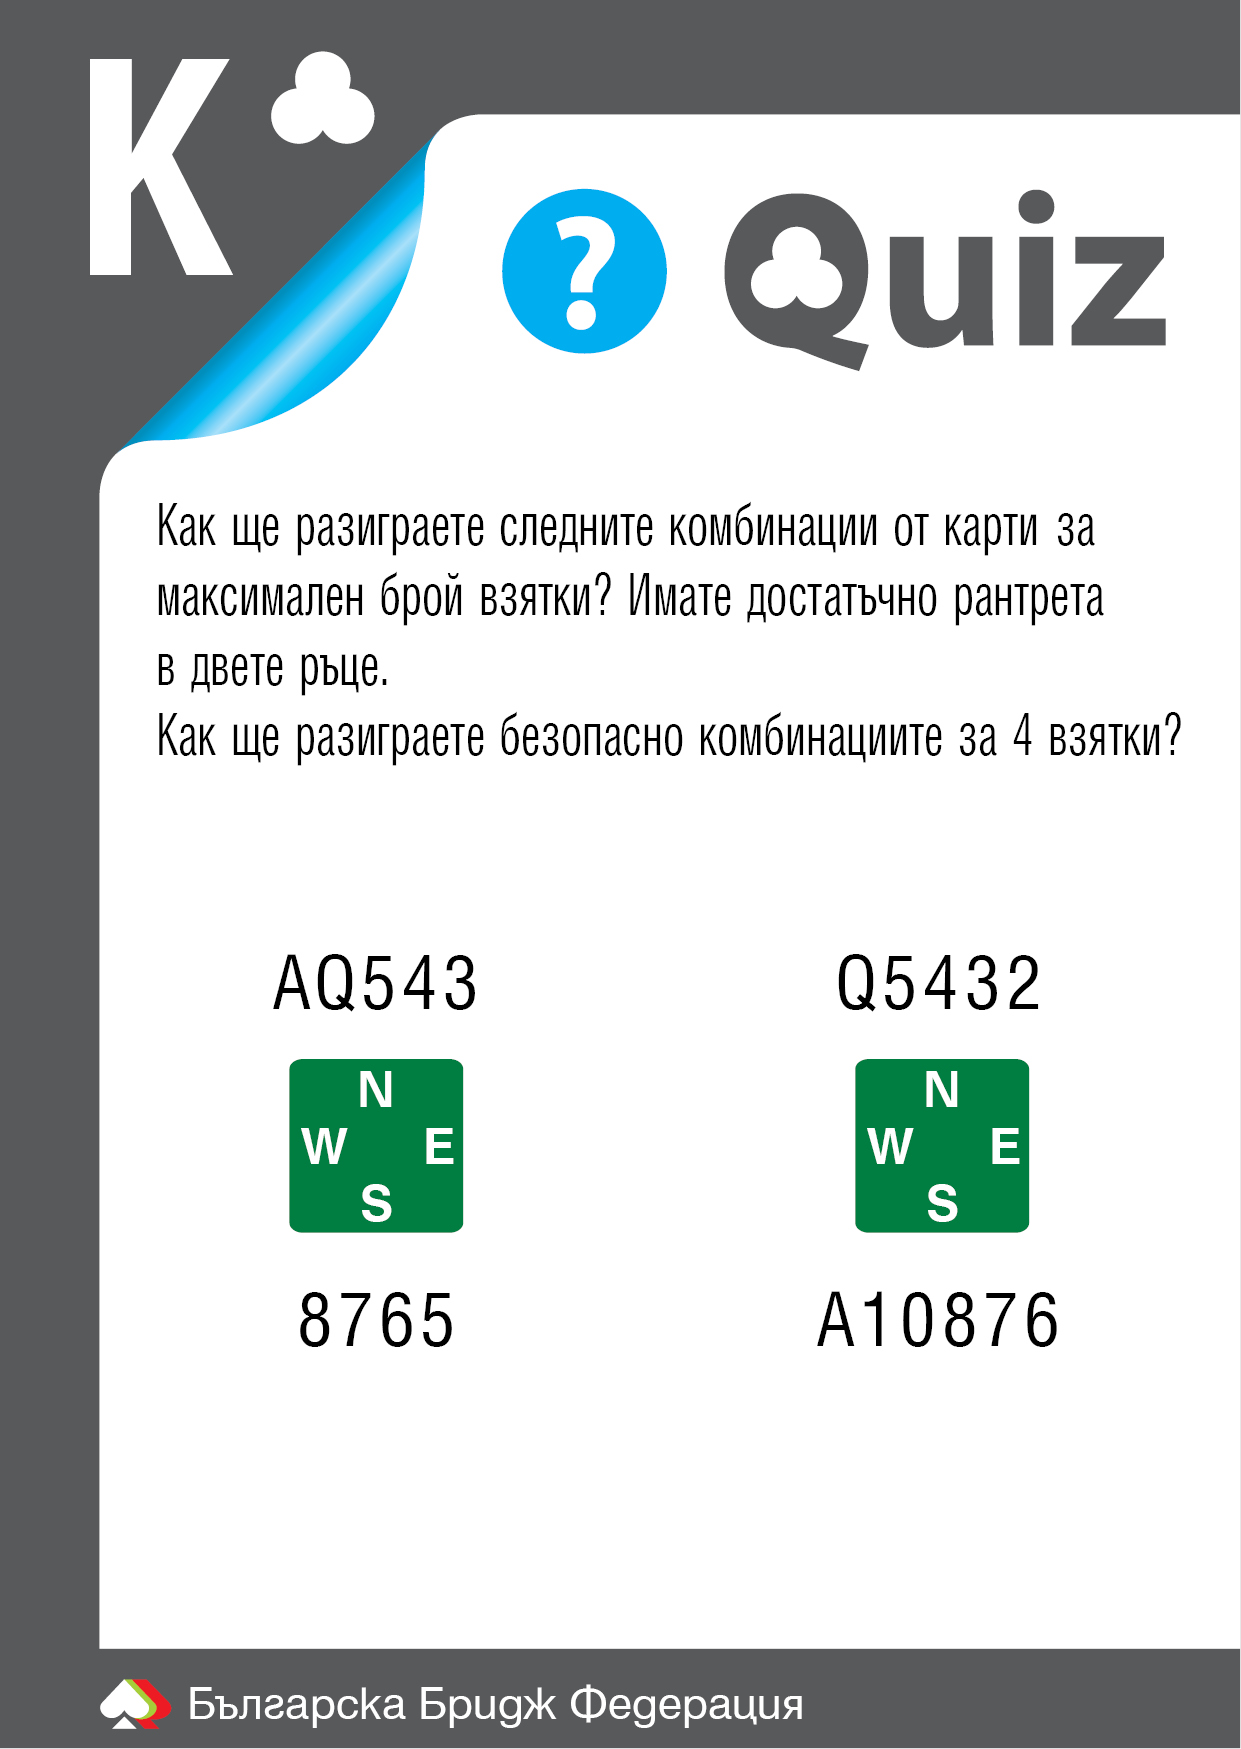 K
? Quiz
Как ще разиграете следните комбинации от карти за
максимален брой взятки? Имате достатъчно рантрета
в двете ръце.
Как ще разиграете безопасно комбинациите за 4 взятки?
AQ543
Q5432
N
W E
S
N
W E
S
8765
A10876
Българска Бридж Федерация